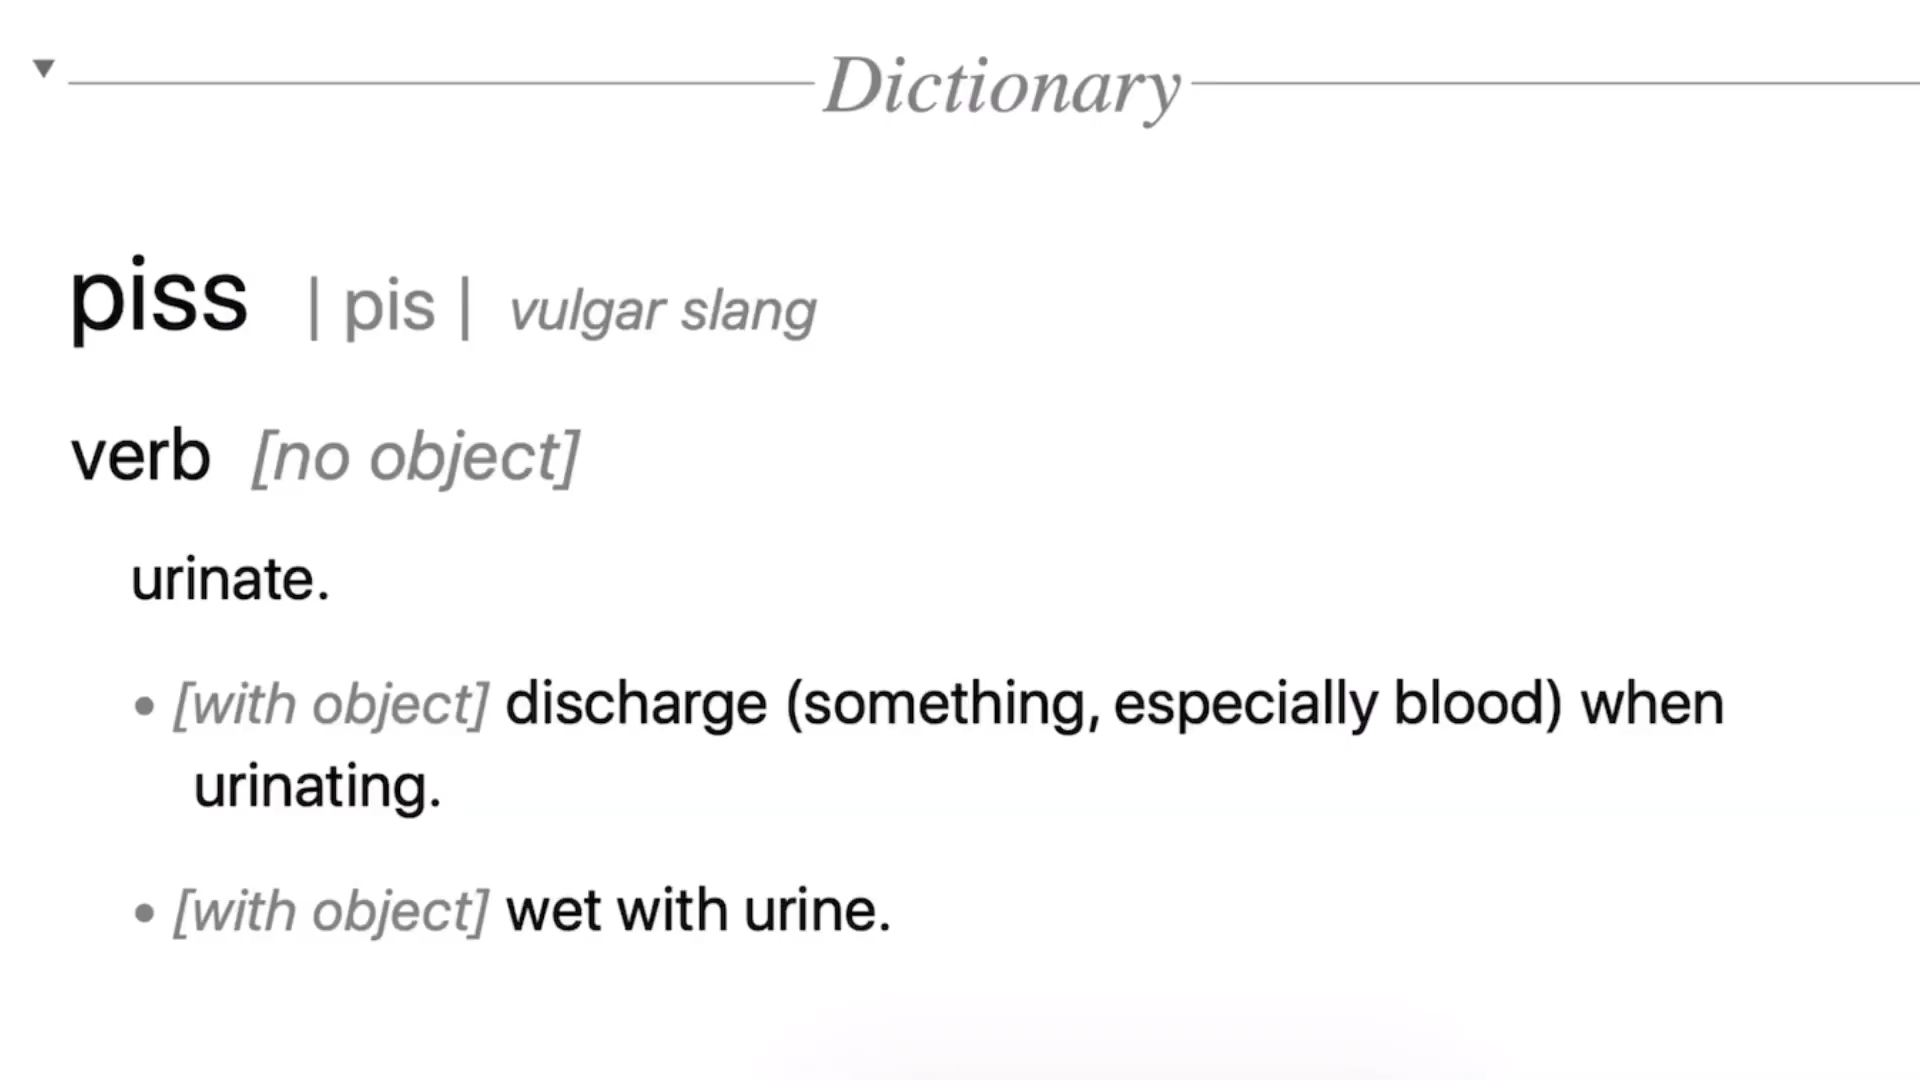 Dictionary
piss | pis | vulgar slang
verb [no object]
urinate.
• [with object] discharge (something, especially blood) when
urinating.
• [with object] wet with urine.